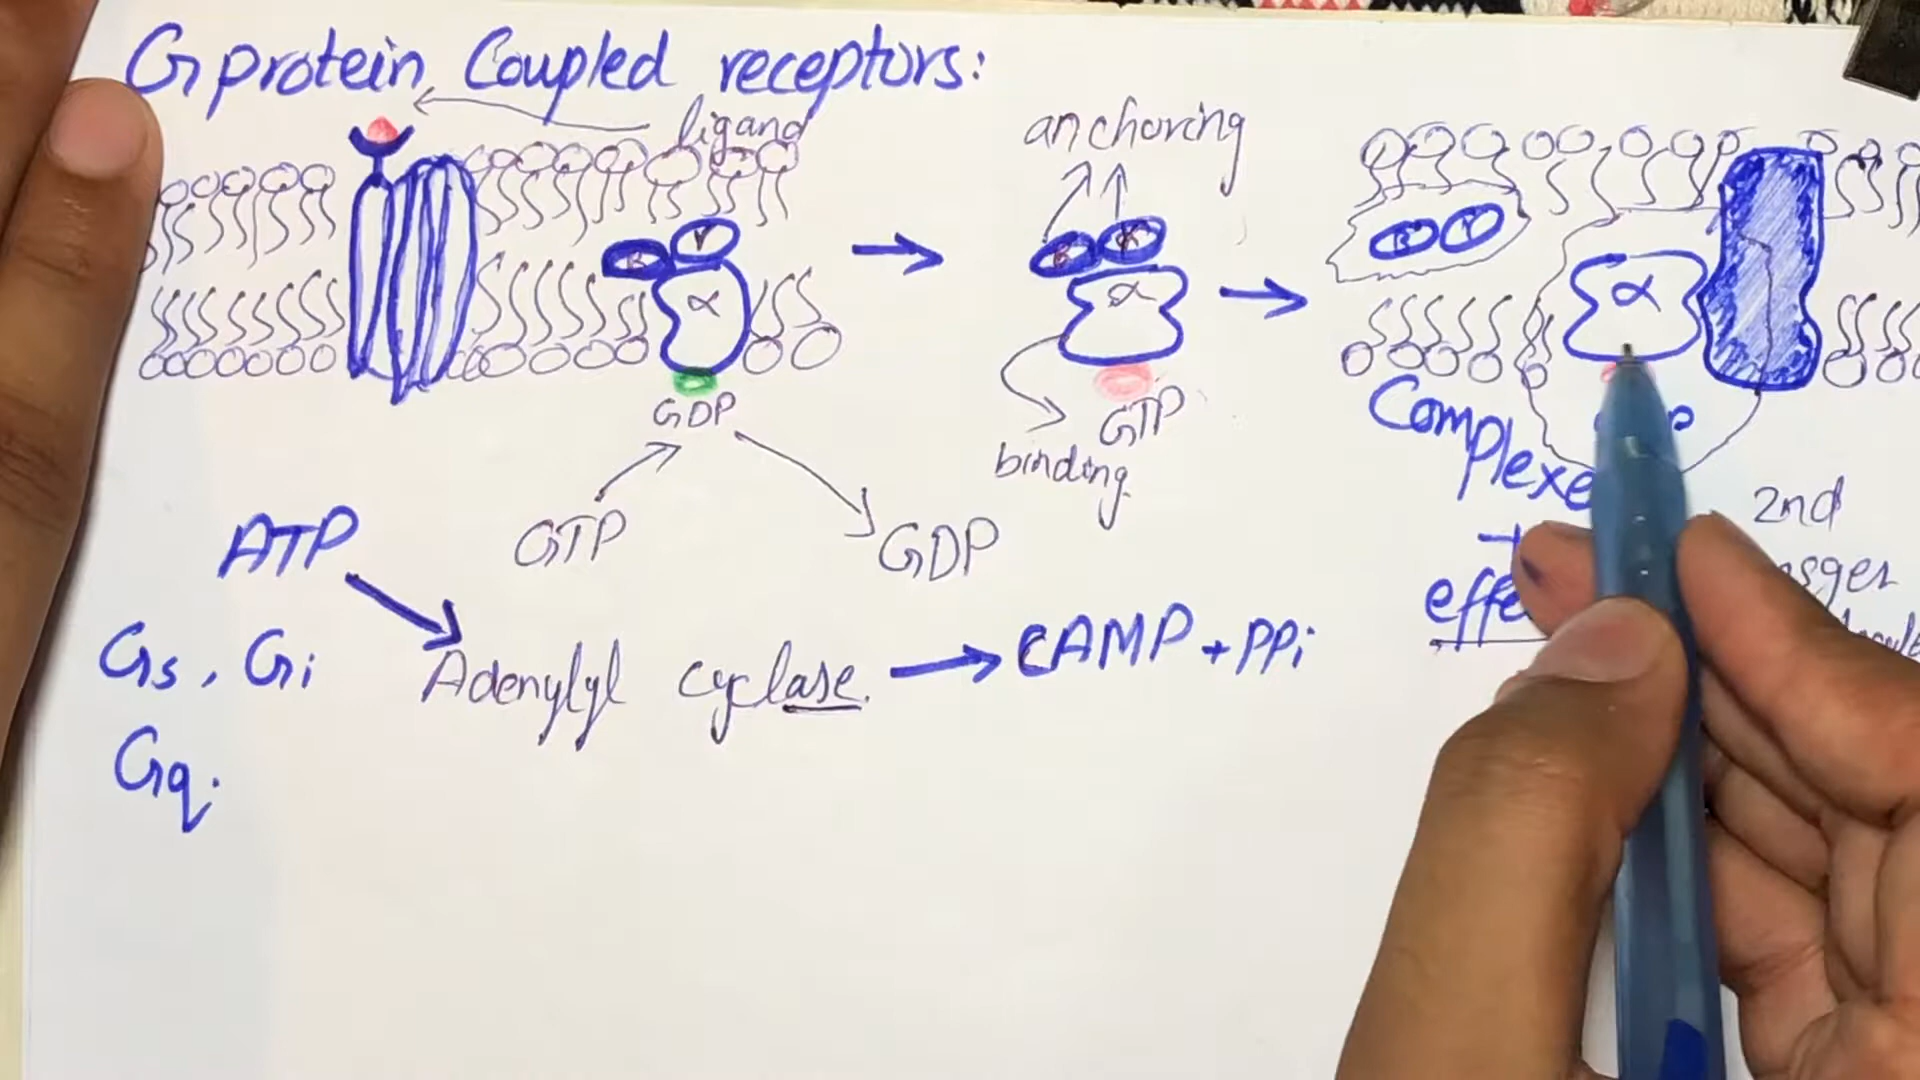 G protein Coupled receptors:
ligand
anchoring
B γ
α
GDP
B γ
α
GTP
binding
B γ
α
Complexe
GTP
GDP
2nd
ATP
Adenylyl cyclase.
CAMP + PPi
Gs, Gi
Gq.